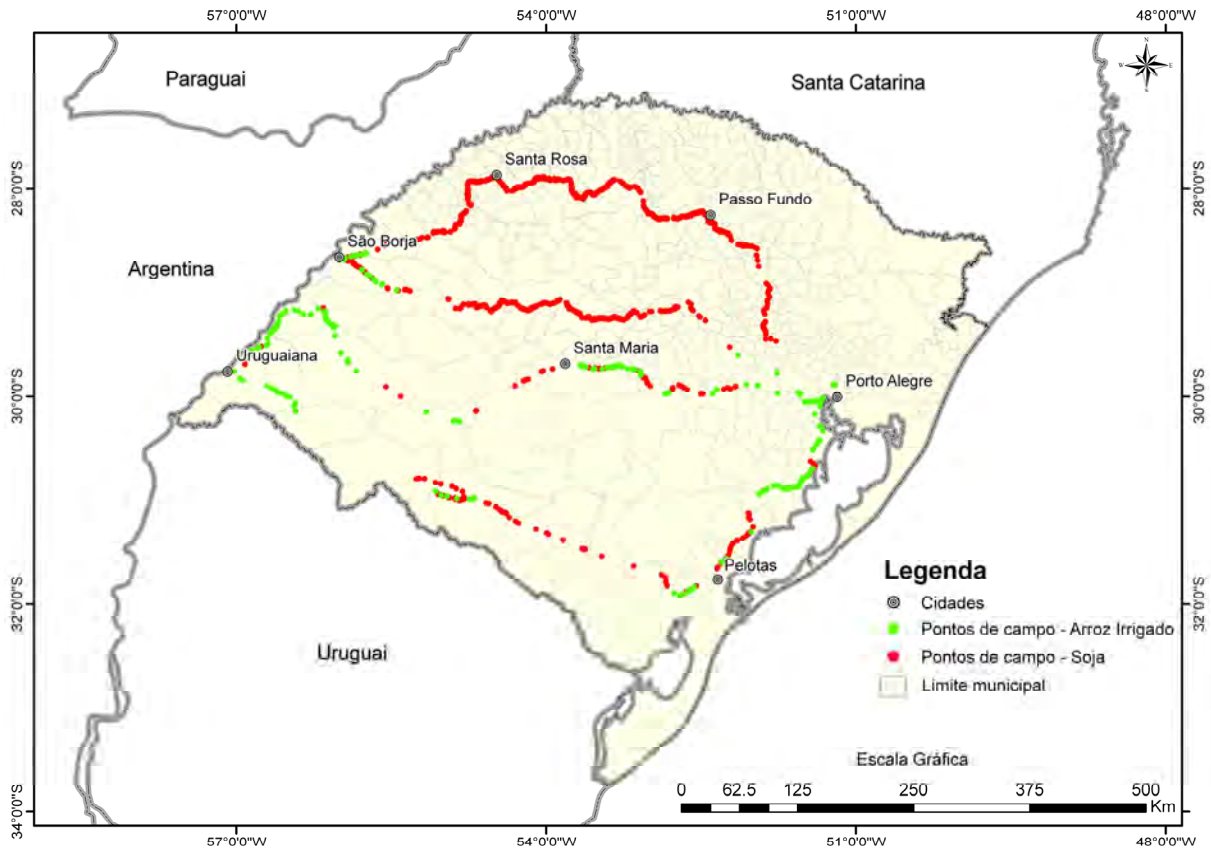 57°0'0"W 54°0'0"W 51°0'0"W 48°0'0"W
N
W E
S
Paraguai
Santa Catarina
Santa Rosa
28°0'0"S 28°0'0"S
Passo Fundo
São Borja
Argentina
Santa Maria
Uruguaiana
Porto Alegre
30°0'0"S 30°0'0"S
Pelotas
Legenda
Cidades
32°0'0"S 32°0'0"S
Pontos de campo - Arroz Irrigado
Uruguai
Pontos de campo - Soja
Limite municipal
Escala Gráfica
0 62.5 125 250 375 500
Km
34°0'0"S
57°0'0"W 54°0'0"W 51°0'0"W 48°0'0"W